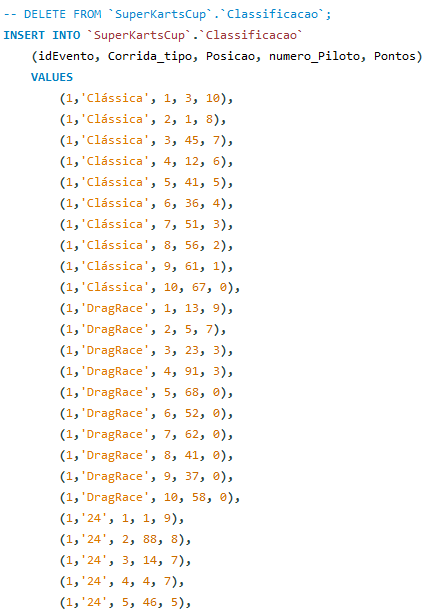 -- DELETE FROM `SuperKartsCup`.`Classificacao`;
INSERT INTO `SuperKartsCup`.`Classificacao`
(idEvento, Corrida_tipo, Posicao, numero_Piloto, Pontos)
VALUES
(1,'Clássica', 1, 3, 10),
(1,'Clássica', 2, 1, 8),
(1,'Clássica', 3, 45, 7),
(1,'Clássica', 4, 12, 6),
(1,'Clássica', 5, 41, 5),
(1,'Clássica', 6, 36, 4),
(1,'Clássica', 7, 51, 3),
(1,'Clássica', 8, 56, 2),
(1,'Clássica', 9, 61, 1),
(1,'Clássica', 10, 67, 0),
(1,'DragRace', 1, 13, 9),
(1,'DragRace', 2, 5, 7),
(1,'DragRace', 3, 23, 3),
(1,'DragRace', 4, 91, 3),
(1,'DragRace', 5, 68, 0),
(1,'DragRace', 6, 52, 0),
(1,'DragRace', 7, 62, 0),
(1,'DragRace', 8, 41, 0),
(1,'DragRace', 9, 37, 0),
(1,'DragRace', 10, 58, 0),
(1,'24', 1, 1, 9),
(1,'24', 2, 88, 8),
(1,'24', 3, 14, 7),
(1,'24', 4, 4, 7),
(1,'24', 5, 46, 5),